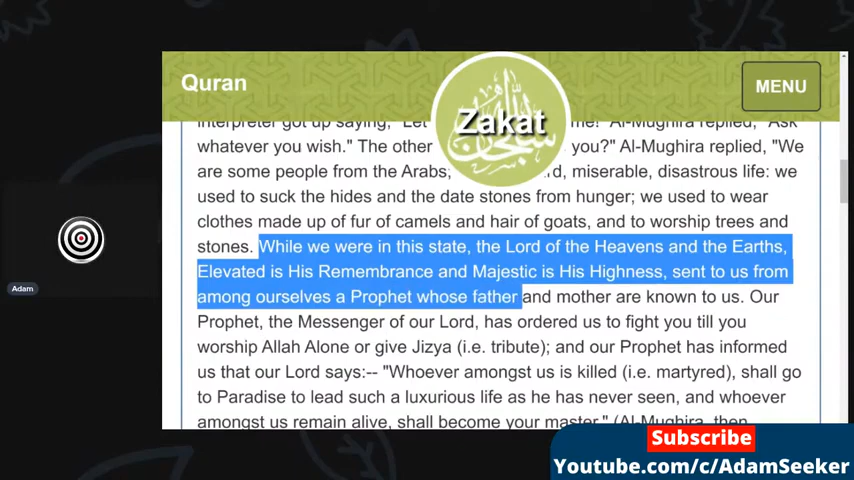 Quran
Zakat
MENU
interpreter got up saying, "Let me! Al-Mughira replied, "Ask
whatever you wish." The other you?" Al-Mughira replied, "We
are some people from the Arabs; rd, miserable, disastrous life: we
used to suck the hides and the date stones from hunger; we used to wear
clothes made up of fur of camels and hair of goats, and to worship trees and
stones. While we were in this state, the Lord of the Heavens and the Earths,
Elevated is His Remembrance and Majestic is His Highness, sent to us from
among ourselves a Prophet whose father and mother are known to us. Our
Prophet, the Messenger of our Lord, has ordered us to fight you till you
worship Allah Alone or give Jizya (i.e. tribute); and our Prophet has informed
us that our Lord says:-- "Whoever amongst us is killed (i.e. martyred), shall go
to Paradise to lead such a luxurious life as he has never seen, and whoever
amongst us remain alive, shall become your master." (Al-Mughira, then
Adam
Subscribe
Youtube.com/c/AdamSeeker